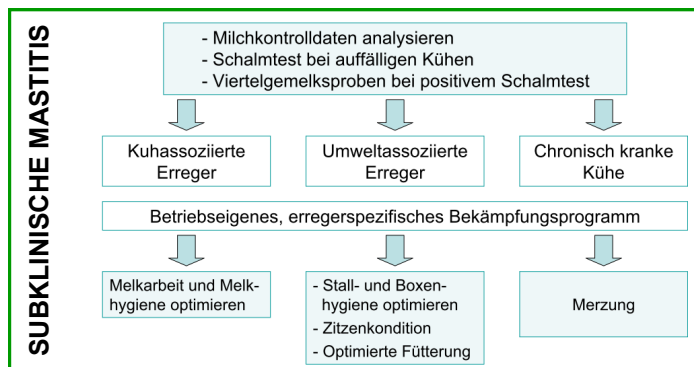 SUBKLINISCHE MASTITIS
- Milchkontrolldaten analysieren
- Schalmtest bei auffälligen Kühen
- Viertelgemelksproben bei positivem Schalmtest
Kuhassoziierte
Erreger
Umweltassoziierte
Erreger
Chronisch kranke
Kühe
Betriebseigenes, erregerspezifisches Bekämpfungsprogramm
Melkarbeit und Melk-
hygiene optimieren
- Stall- und Boxen-
hygiene optimieren
- Zitzenkondition
- Optimierte Fütterung
Merzung